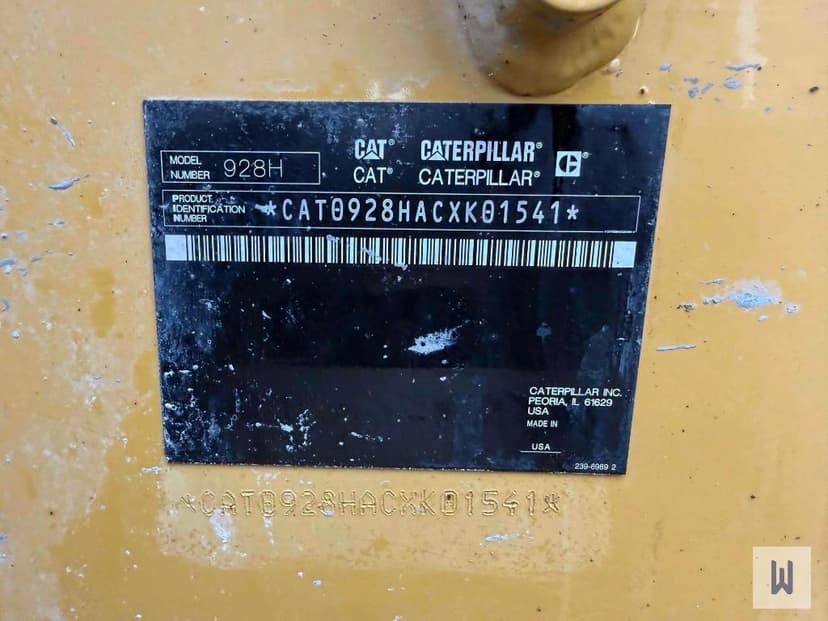 MODEL NUMBER 928H
CAT® CATERPILLAR® C®
CAT® CATERPILLAR®
PRODUCT IDENTIFICATION NUMBER *CAT0928HACXK01541*
CATERPILLAR INC.
PEORIA, IL 61629
USA
MADE IN
USA
239-6969 2
*CAT0928HACXK01541*
W